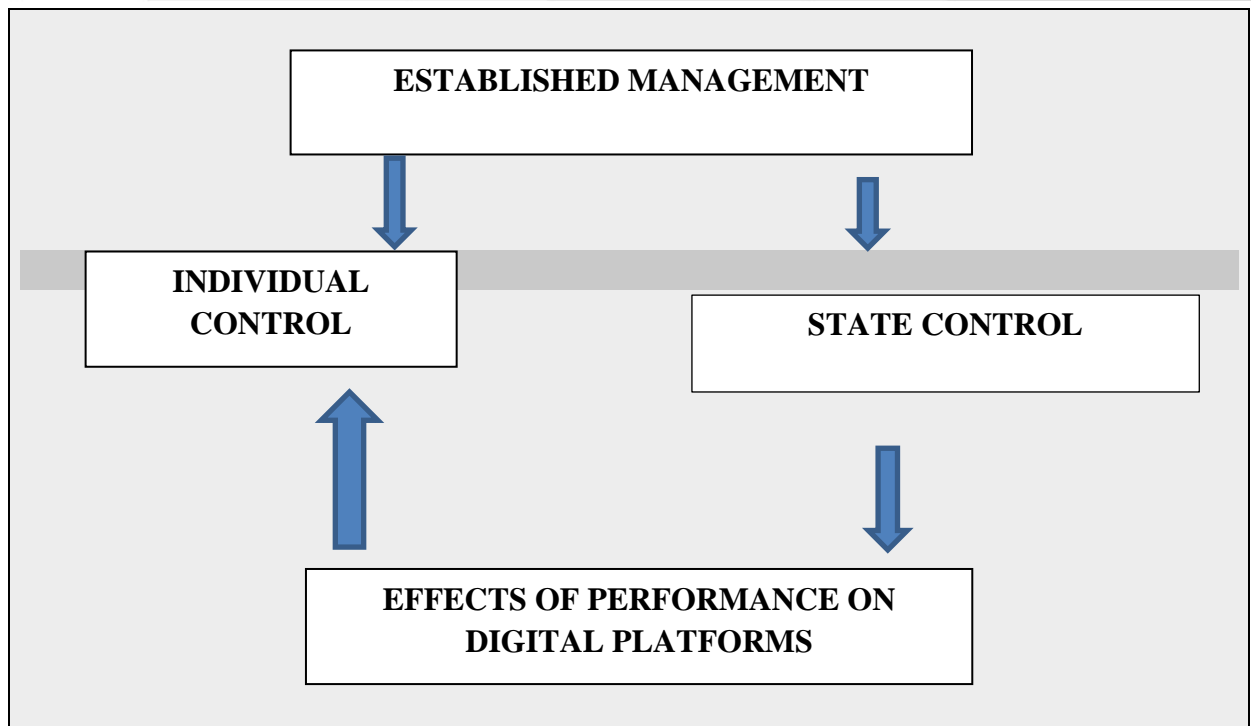 ESTABLISHED MANAGEMENT
INDIVIDUAL
CONTROL
STATE CONTROL
EFFECTS OF PERFORMANCE ON
DIGITAL PLATFORMS